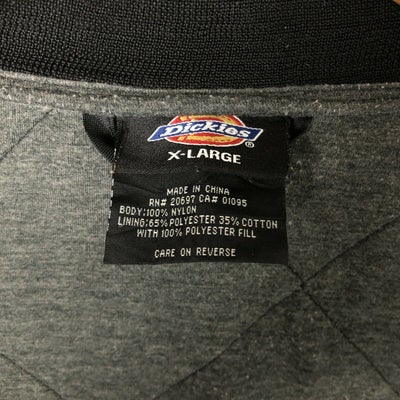 Dickies®
X-LARGE
MADE IN CHINA
RN# 20697 CA# 01095
BODY:100% NYLON
LINING:65% POLYESTER 35% COTTON
WITH 100% POLYESTER FILL
CARE ON REVERSE